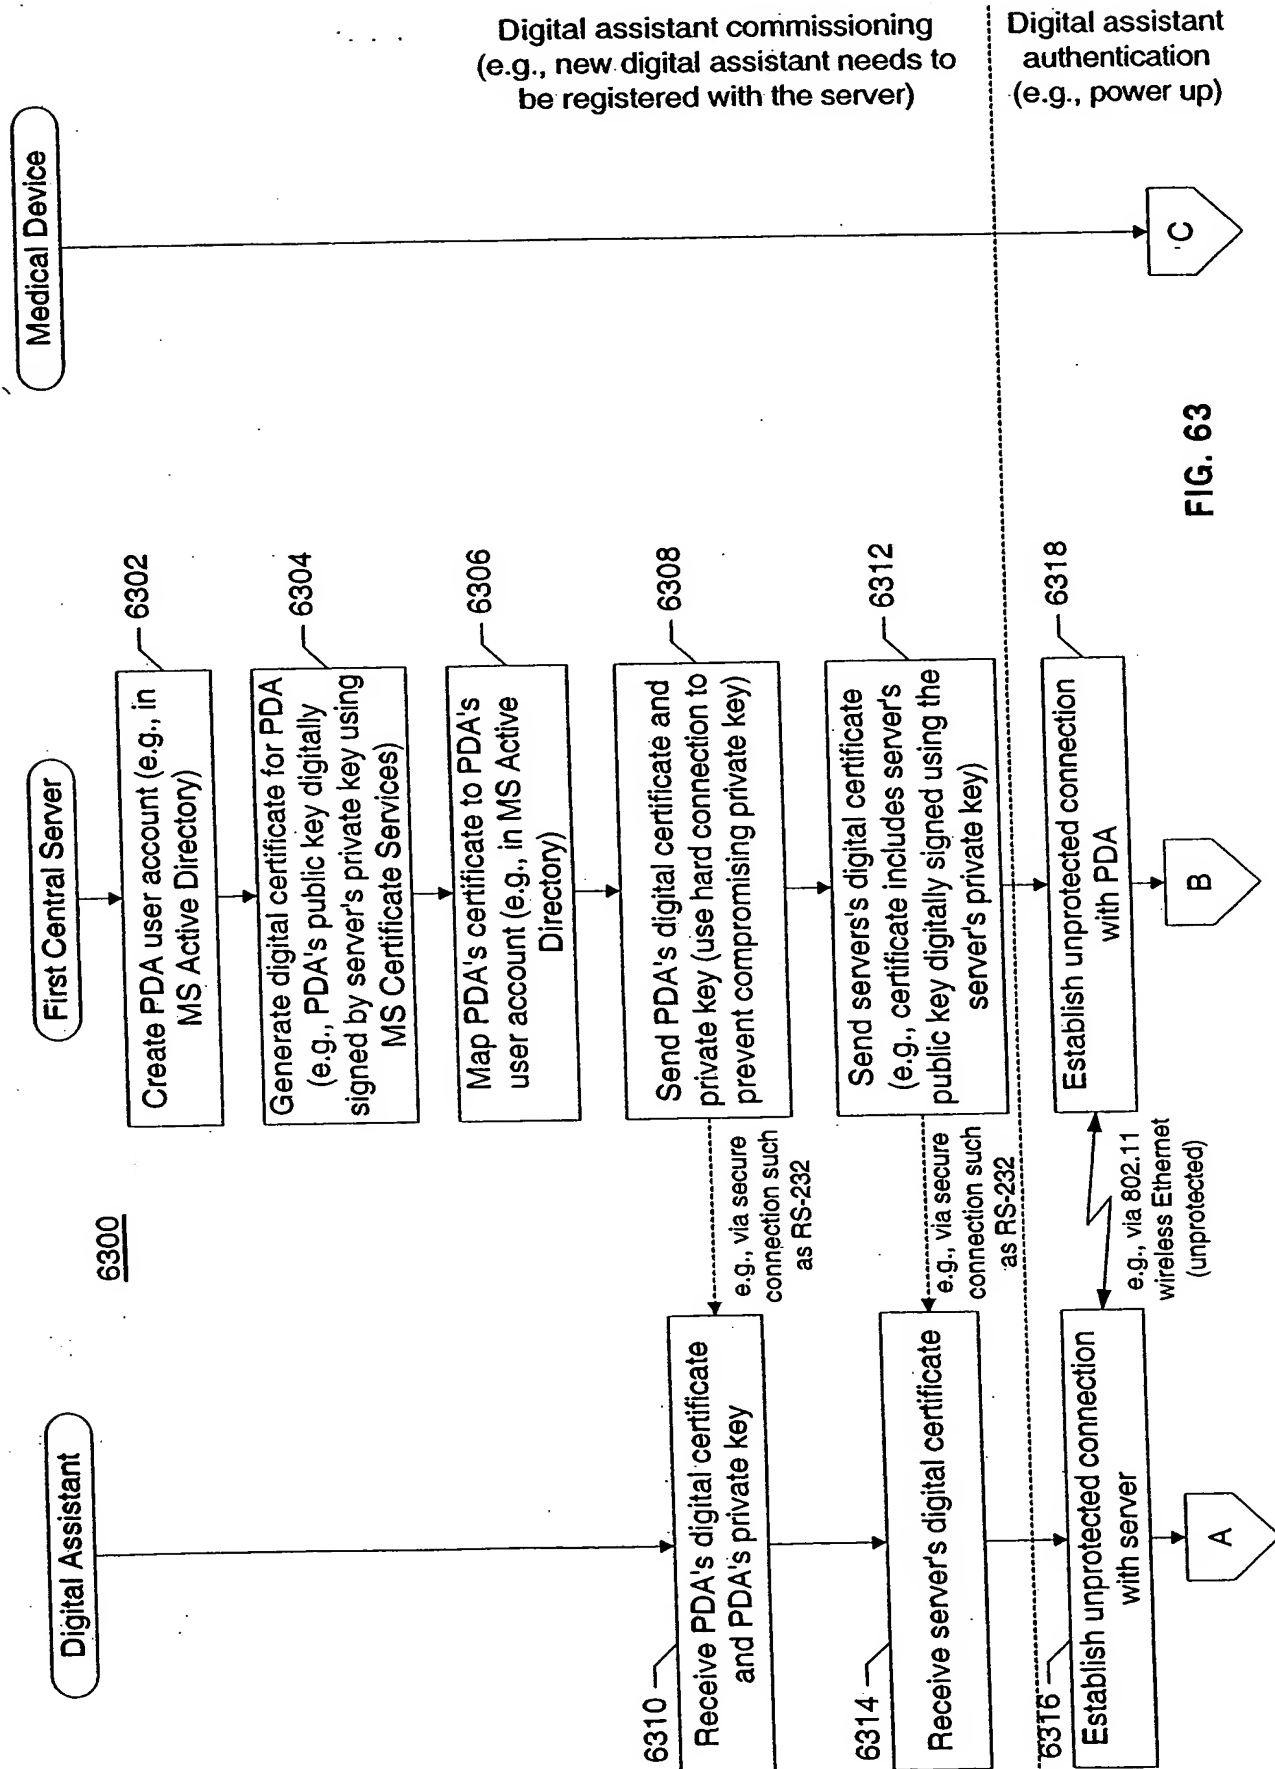 6300
Digital Assistant
First Central Server
Medical Device
Digital assistant commissioning
(e.g., new digital assistant needs to
be registered with the server)
6302
Create PDA user account (e.g., in
MS Active Directory)
6304
Generate digital certificate for PDA
(e.g., PDA's public key digitally
signed by server's private key using
MS Certificate Services)
6306
Map PDA's certificate to PDA's
user account (e.g., in MS Active
Directory)
6308
Send PDA's digital certificate and
private key (use hard connection to
prevent compromising private key)
e.g., via secure
connection such
as RS-232
6310
Receive PDA's digital certificate
and PDA's private key
6312
Send servers's digital certificate
(e.g., certificate includes server's
public key digitally signed using the
server's private key)
e.g., via secure
connection such
as RS-232
6314
Receive server's digital certificate
Digital assistant
authentication
(e.g., power up)
6316
Establish unprotected connection
with server
e.g., via 802.11
wireless Ethernet
(unprotected)
6318
Establish unprotected connection
with PDA
A
B
C
FIG. 63